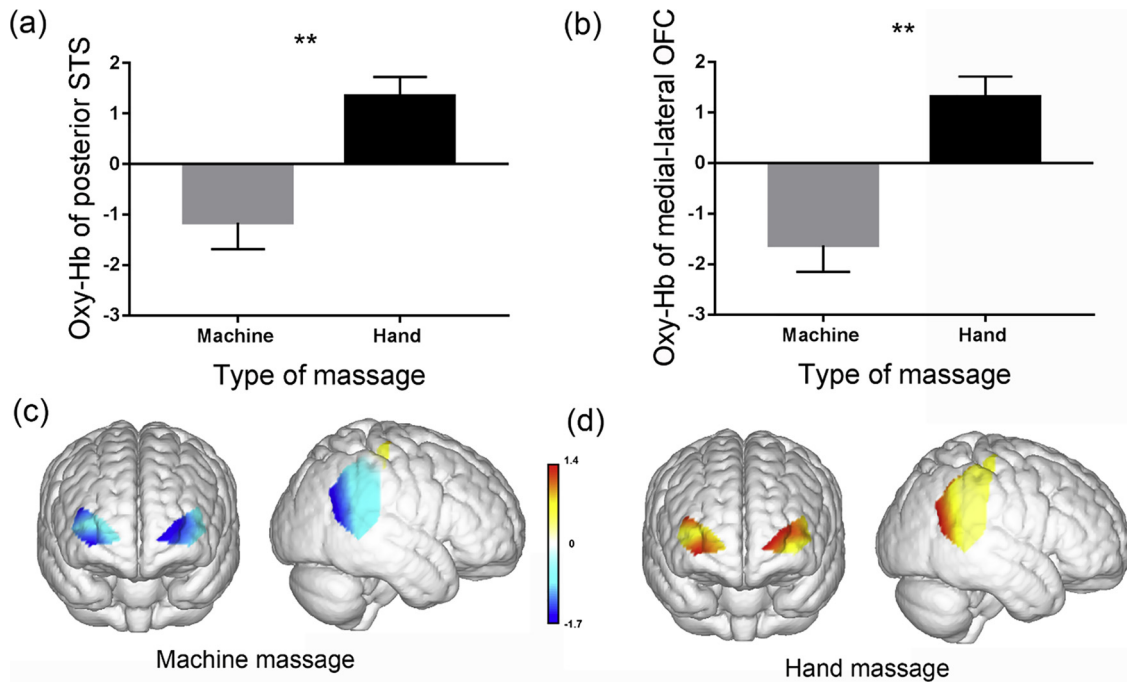 (a)
**
Oxy-Hb of posterior STS
2
1
0
-1
-2
-3
Machine Hand
Type of massage
(b)
**
Oxy-Hb of medial-lateral OFC
2
1
0
-1
-2
-3
Machine Hand
Type of massage
(c)
1.4
0
-1.7
Machine massage
(d)
Hand massage